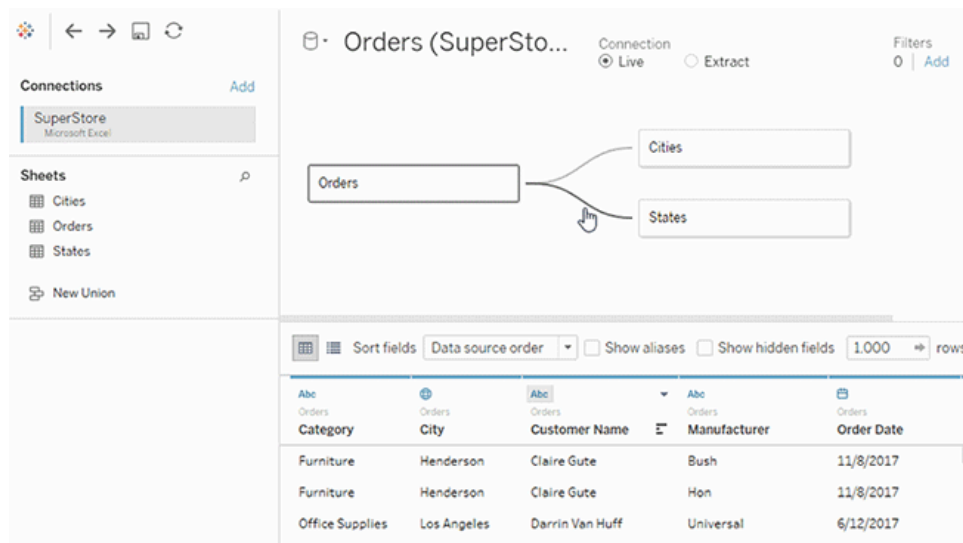 Orders (SuperSto...
Connection
Live
Extract
Filters
0 | Add
Connections
Add
SuperStore
Microsoft Excel
Sheets
Cities
Orders
States
New Union
Orders
Cities
States
Sort fields
Data source order
Show aliases
Show hidden fields
1.000
rows
Abc
Abc
Abc
Orders
Orders
Orders
Orders
Orders
Category
City
Customer Name
Manufacturer
Order Date
Furniture
Henderson
Claire Gute
Bush
11/8/2017
Furniture
Henderson
Claire Gute
Hon
11/8/2017
Office Supplies
Los Angeles
Darrin Van Huff
Universal
6/12/2017